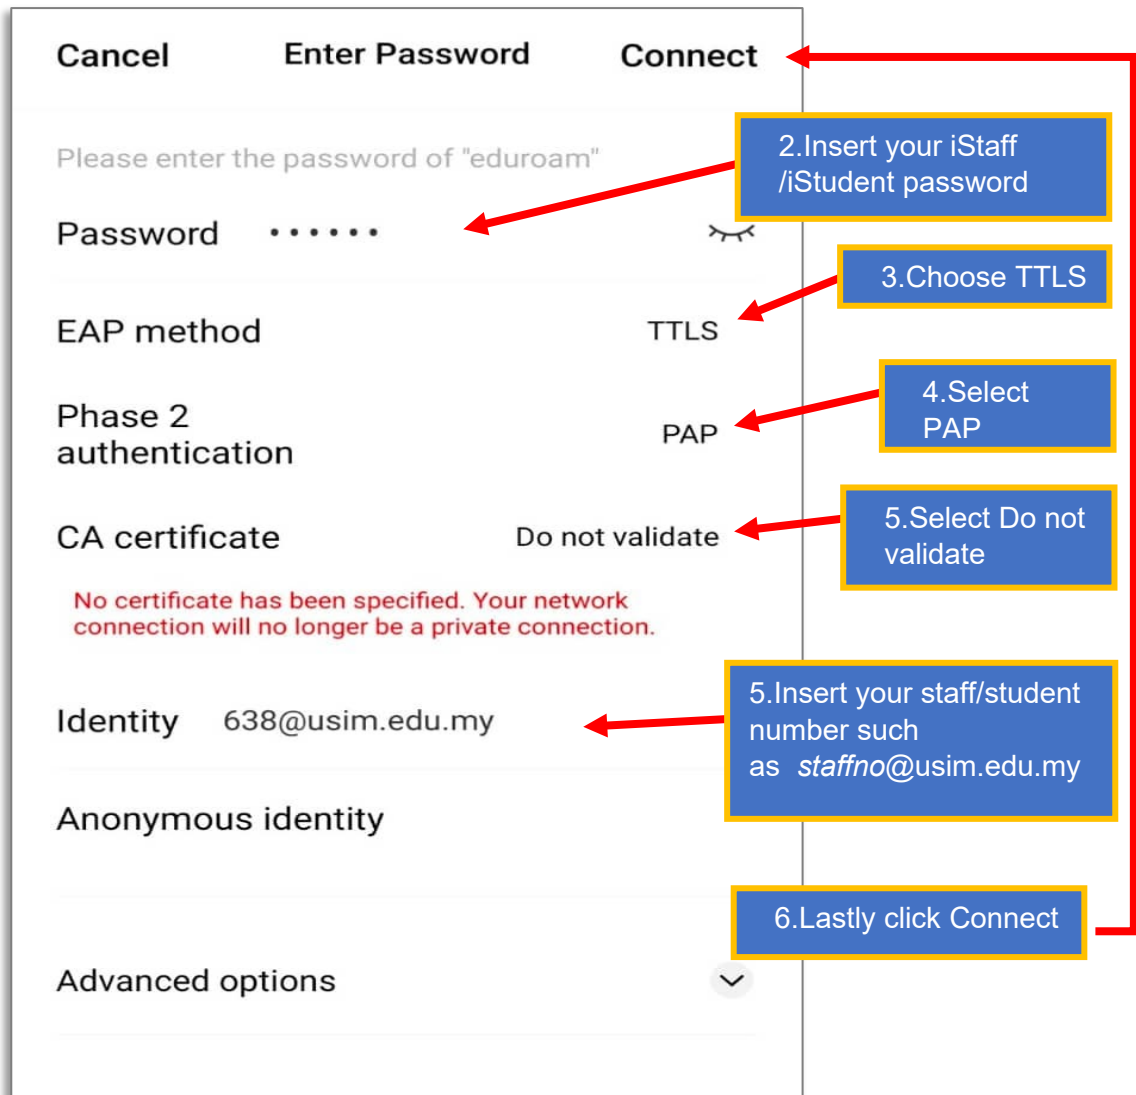 Cancel Enter Password Connect
Please enter the password of "eduroam"
2.Insert your iStaff
/iStudent password
Password ••••••
3.Choose TTLS
EAP method TTLS
4.Select
PAP
Phase 2
authentication PAP
5.Select Do not
validate
CA certificate Do not validate
No certificate has been specified. Your network
connection will no longer be a private connection.
5.Insert your staff/student
number such
as staffno@usim.edu.my
Identity 638@usim.edu.my
Anonymous identity
6.Lastly click Connect
Advanced options